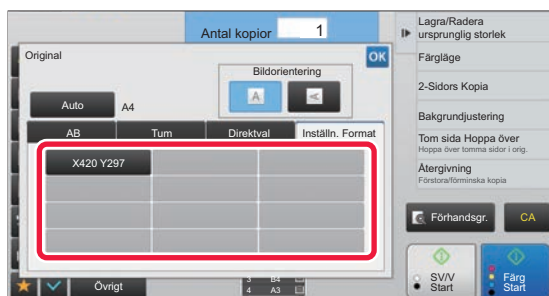 Antal kopior 1
Original
OK
Bildorientering
A
A
Auto
A4
AB
Tum
Direktval
Inställn. Format
X420 Y297
Övrigt
3 B4
4 A3
Lagra/Radera
ursprunglig storlek
Färgläge
2-Sidors Kopia
Bakgrundjustering
Tom sida Hoppa över
Hoppa över tomma sidor i orig.
Återgivning
Förstora/förminska kopia
Förhandsgr.
CA
SV/V
Start
Färg
Start